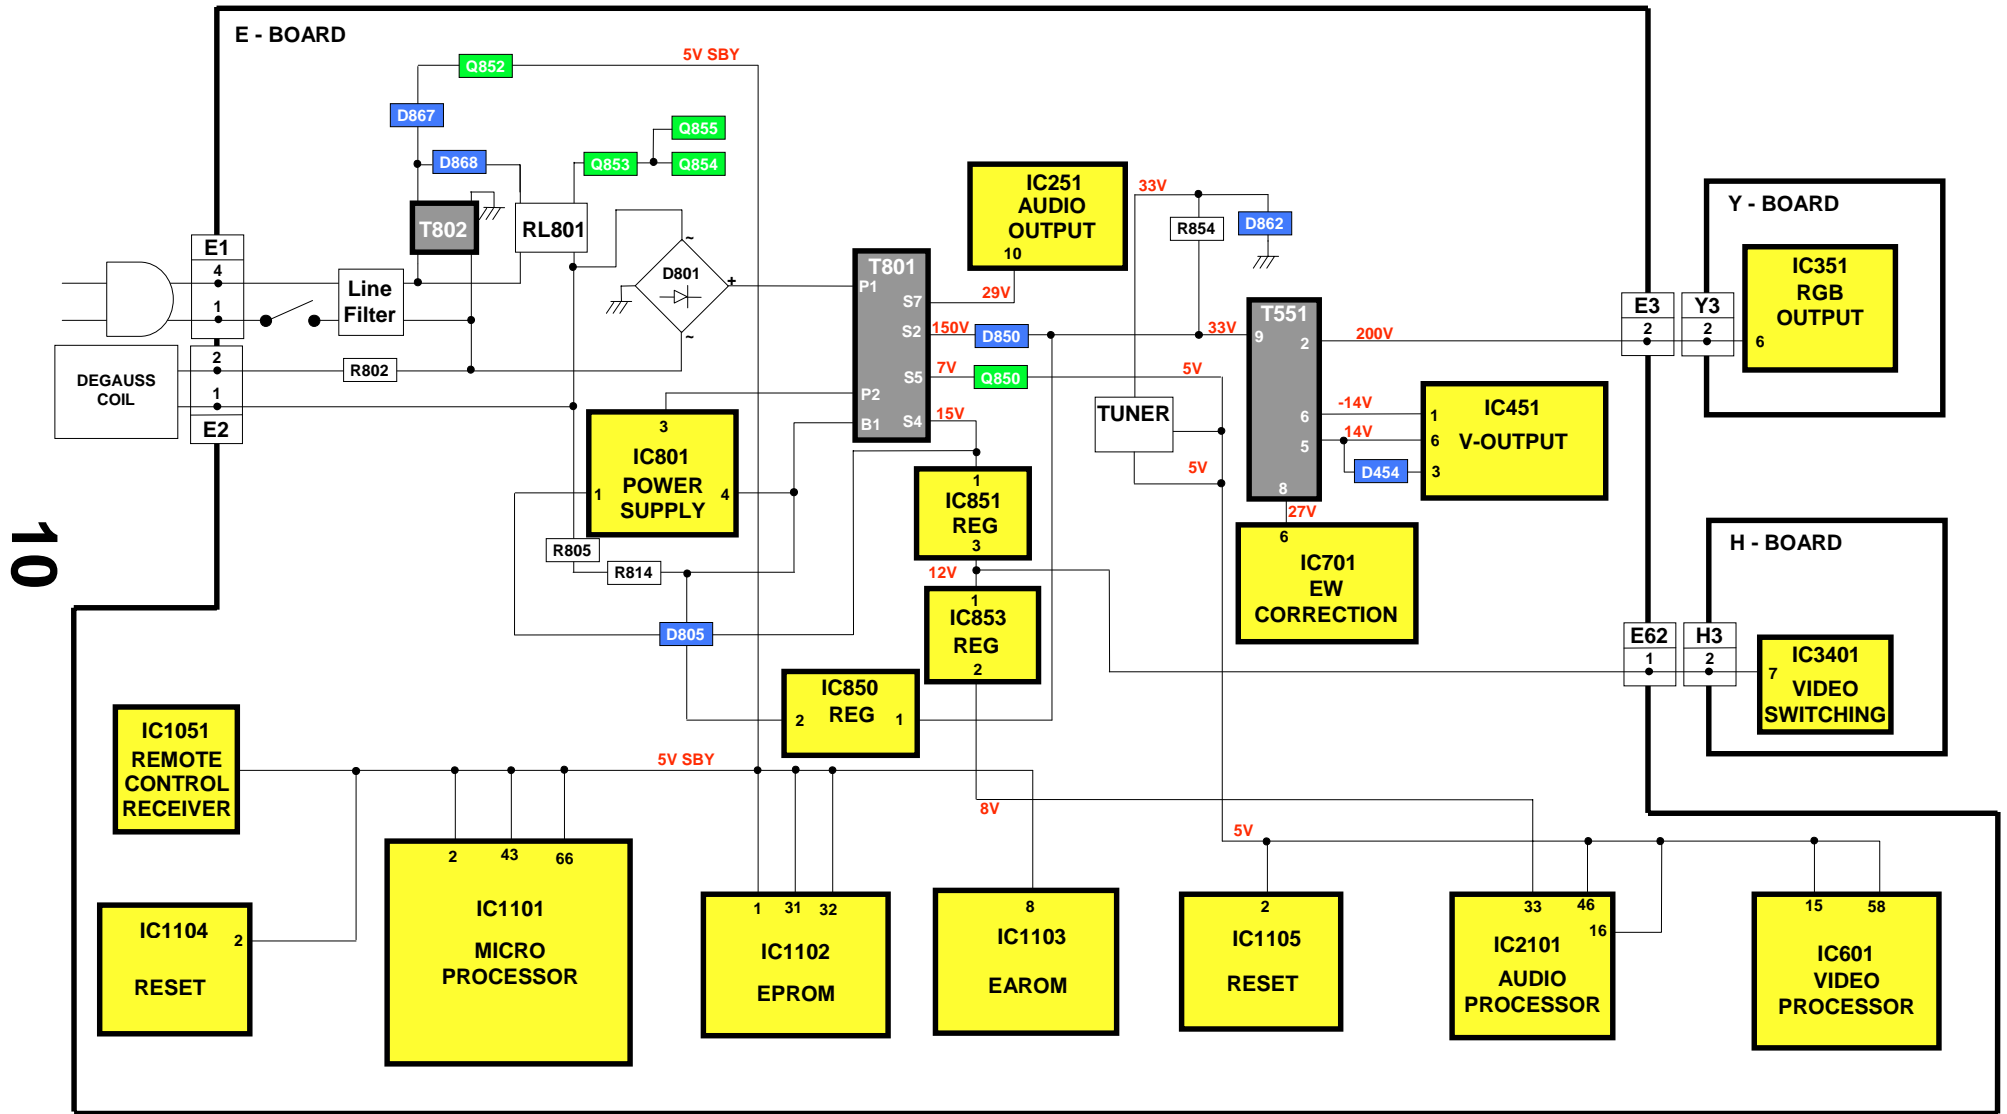 E - BOARD
5V SBY
Q852
D867
Q855
D868
Q853
Q854
T802
RL801
E1
4
1
Line
Filter
D801
~
+
~
2
R802
1
E2
DEGAUSS
COIL
T801
P1
S7
S2
S5
P2
B1
S4
29V
150V
7V
15V
IC251
AUDIO
OUTPUT
10
D850
Q850
33V
R854
D862
33V
5V
TUNER
5V
T551
9
2
6
5
8
200V
-14V
14V
D454
27V
IC451
V-OUTPUT
1
6
3
E3
2
Y3
2
Y - BOARD
IC351
RGB
OUTPUT
6
3
IC801
POWER
SUPPLY
1
4
R805
R814
D805
1
IC851
REG
3
12V
1
IC853
REG
2
6
IC701
EW
CORRECTION
H - BOARD
E62
1
H3
2
IC3401
7
VIDEO
SWITCHING
IC850
REG
2
1
10
IC1051
REMOTE
CONTROL
RECEIVER
5V SBY
8V
5V
IC1104
2
RESET
2
43
66
IC1101
MICRO
PROCESSOR
1
31
32
IC1102
EPROM
8
IC1103
EAROM
2
IC1105
RESET
33
46
16
IC2101
AUDIO
PROCESSOR
15
58
IC601
VIDEO
PROCESSOR